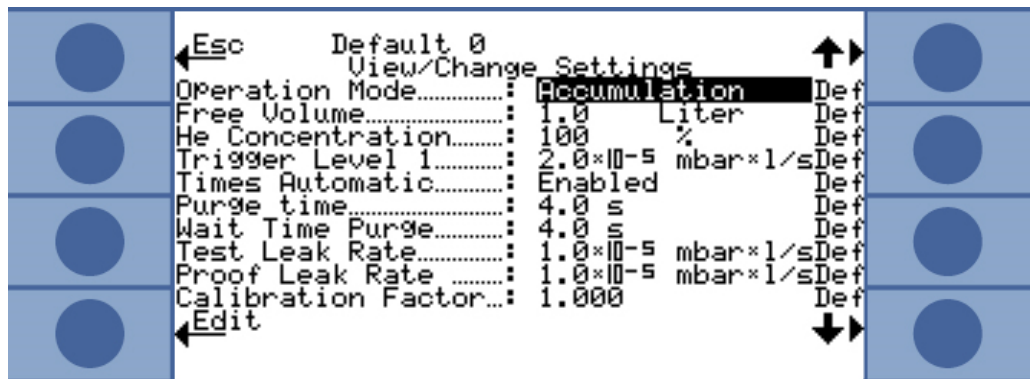 Esc Default 0
View/Change Settings
Operation Mode.............: Accumulation Def
Free Volume......................: 1.0 Liter Def
He Concentration.........: 100 % Def
Trigger Level 1............: 2.0×10-5 mbar×l/s Def
Times Automatic............: Enabled Def
Purge time........................: 4.0 s Def
Wait Time Purge...........: 4.0 s Def
Test Leak Rate..............: 1.0×10-5 mbar×l/s Def
Proof Leak Rate ........: 1.0×10-5 mbar×l/s Def
Calibration Factor...: 1.000 Def
Edit